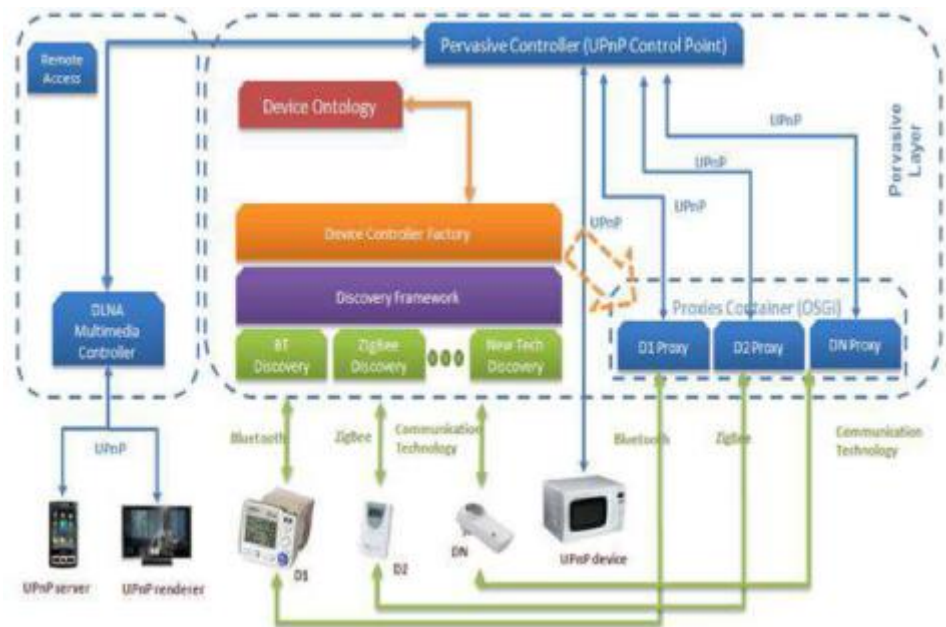 Remote
Access
Pervasive Controller (UPnP Control Point)
Device Ontology
UPnP
UPnP
UPnP
UPnP
Pervasive
Layer
Device Controller Factory
Discovery Framework
DLNA
Multimedia
Controller
BT
Discovery
ZigBee
Discovery
New Tech
Discovery
Proxies Container (OSGi)
D1 Proxy
D2 Proxy
DN Proxy
UPnP
Bluetooth
ZigBee
Communication
Technology
Bluetooth
ZigBee
Communication
Technology
UPnP server
UPnP renderer
D1
D2
DN
UPnP device